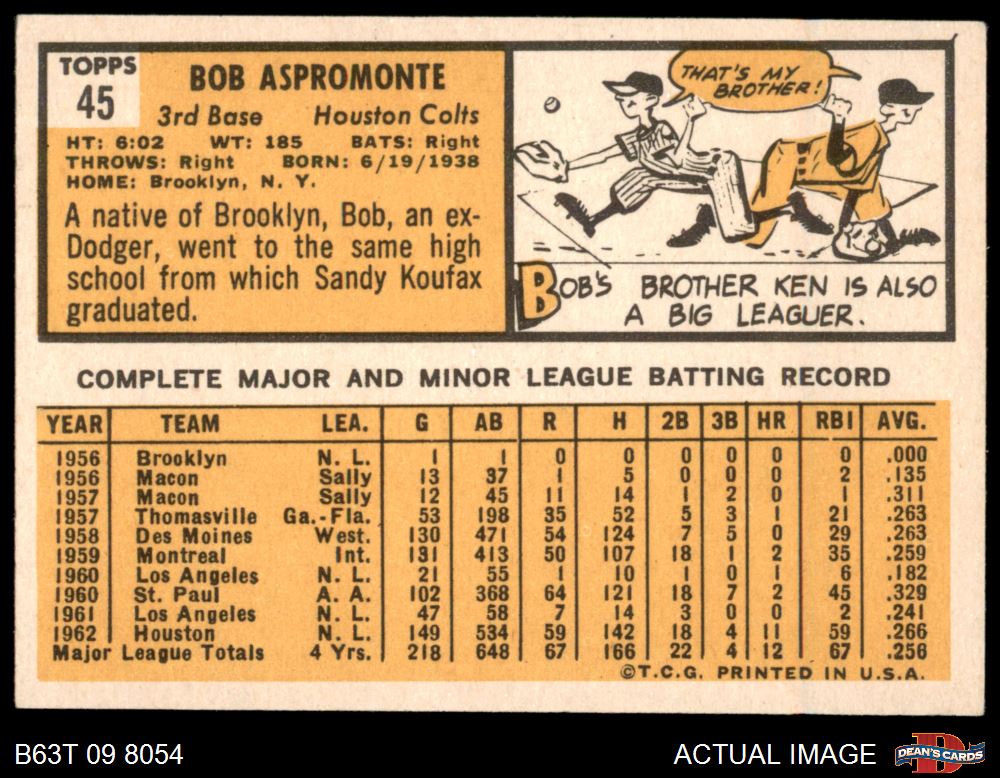 TOPPS
45
BOB ASPROMONTE
3rd Base Houston Colts
HT: 6:02 WT: 185 BATS: Right
THROWS: Right BORN: 6/19/1938
HOME: Brooklyn, N. Y.
A native of Brooklyn, Bob, an ex-
Dodger, went to the same high
school from which Sandy Koufax
graduated.
THAT'S MY
BROTHER!
BOB'S BROTHER KEN IS ALSO
A BIG LEAGUER.
COMPLETE MAJOR AND MINOR LEAGUE BATTING RECORD
YEAR TEAM LEA. G AB R H 2B 3B HR RBI AVG.
1956 Brooklyn N. L. 1 1 0 0 0 0 0 0 .000
1956 Macon Sally 13 37 1 5 0 0 0 2 .135
1957 Macon Sally 12 45 11 14 1 2 0 1 .311
1957 Thomasville Ga.-Fla. 53 198 35 52 5 3 1 21 .263
1958 Des Moines West. 130 471 54 124 7 5 0 29 .263
1959 Montreal Int. 131 413 50 107 18 1 2 35 .259
1960 Los Angeles N. L. 21 55 1 10 1 0 1 6 .182
1960 St. Paul A. A. 102 368 64 121 18 7 2 45 .329
1961 Los Angeles N. L. 47 58 7 14 3 0 0 2 .241
1962 Houston N. L. 149 534 59 142 18 4 11 59 .266
Major League Totals 4 Yrs. 218 648 67 166 22 4 12 67 .256
©T.C.G. PRINTED IN U.S.A.
B63T 09 8054
ACTUAL IMAGE
D
DEAN'S CARDS